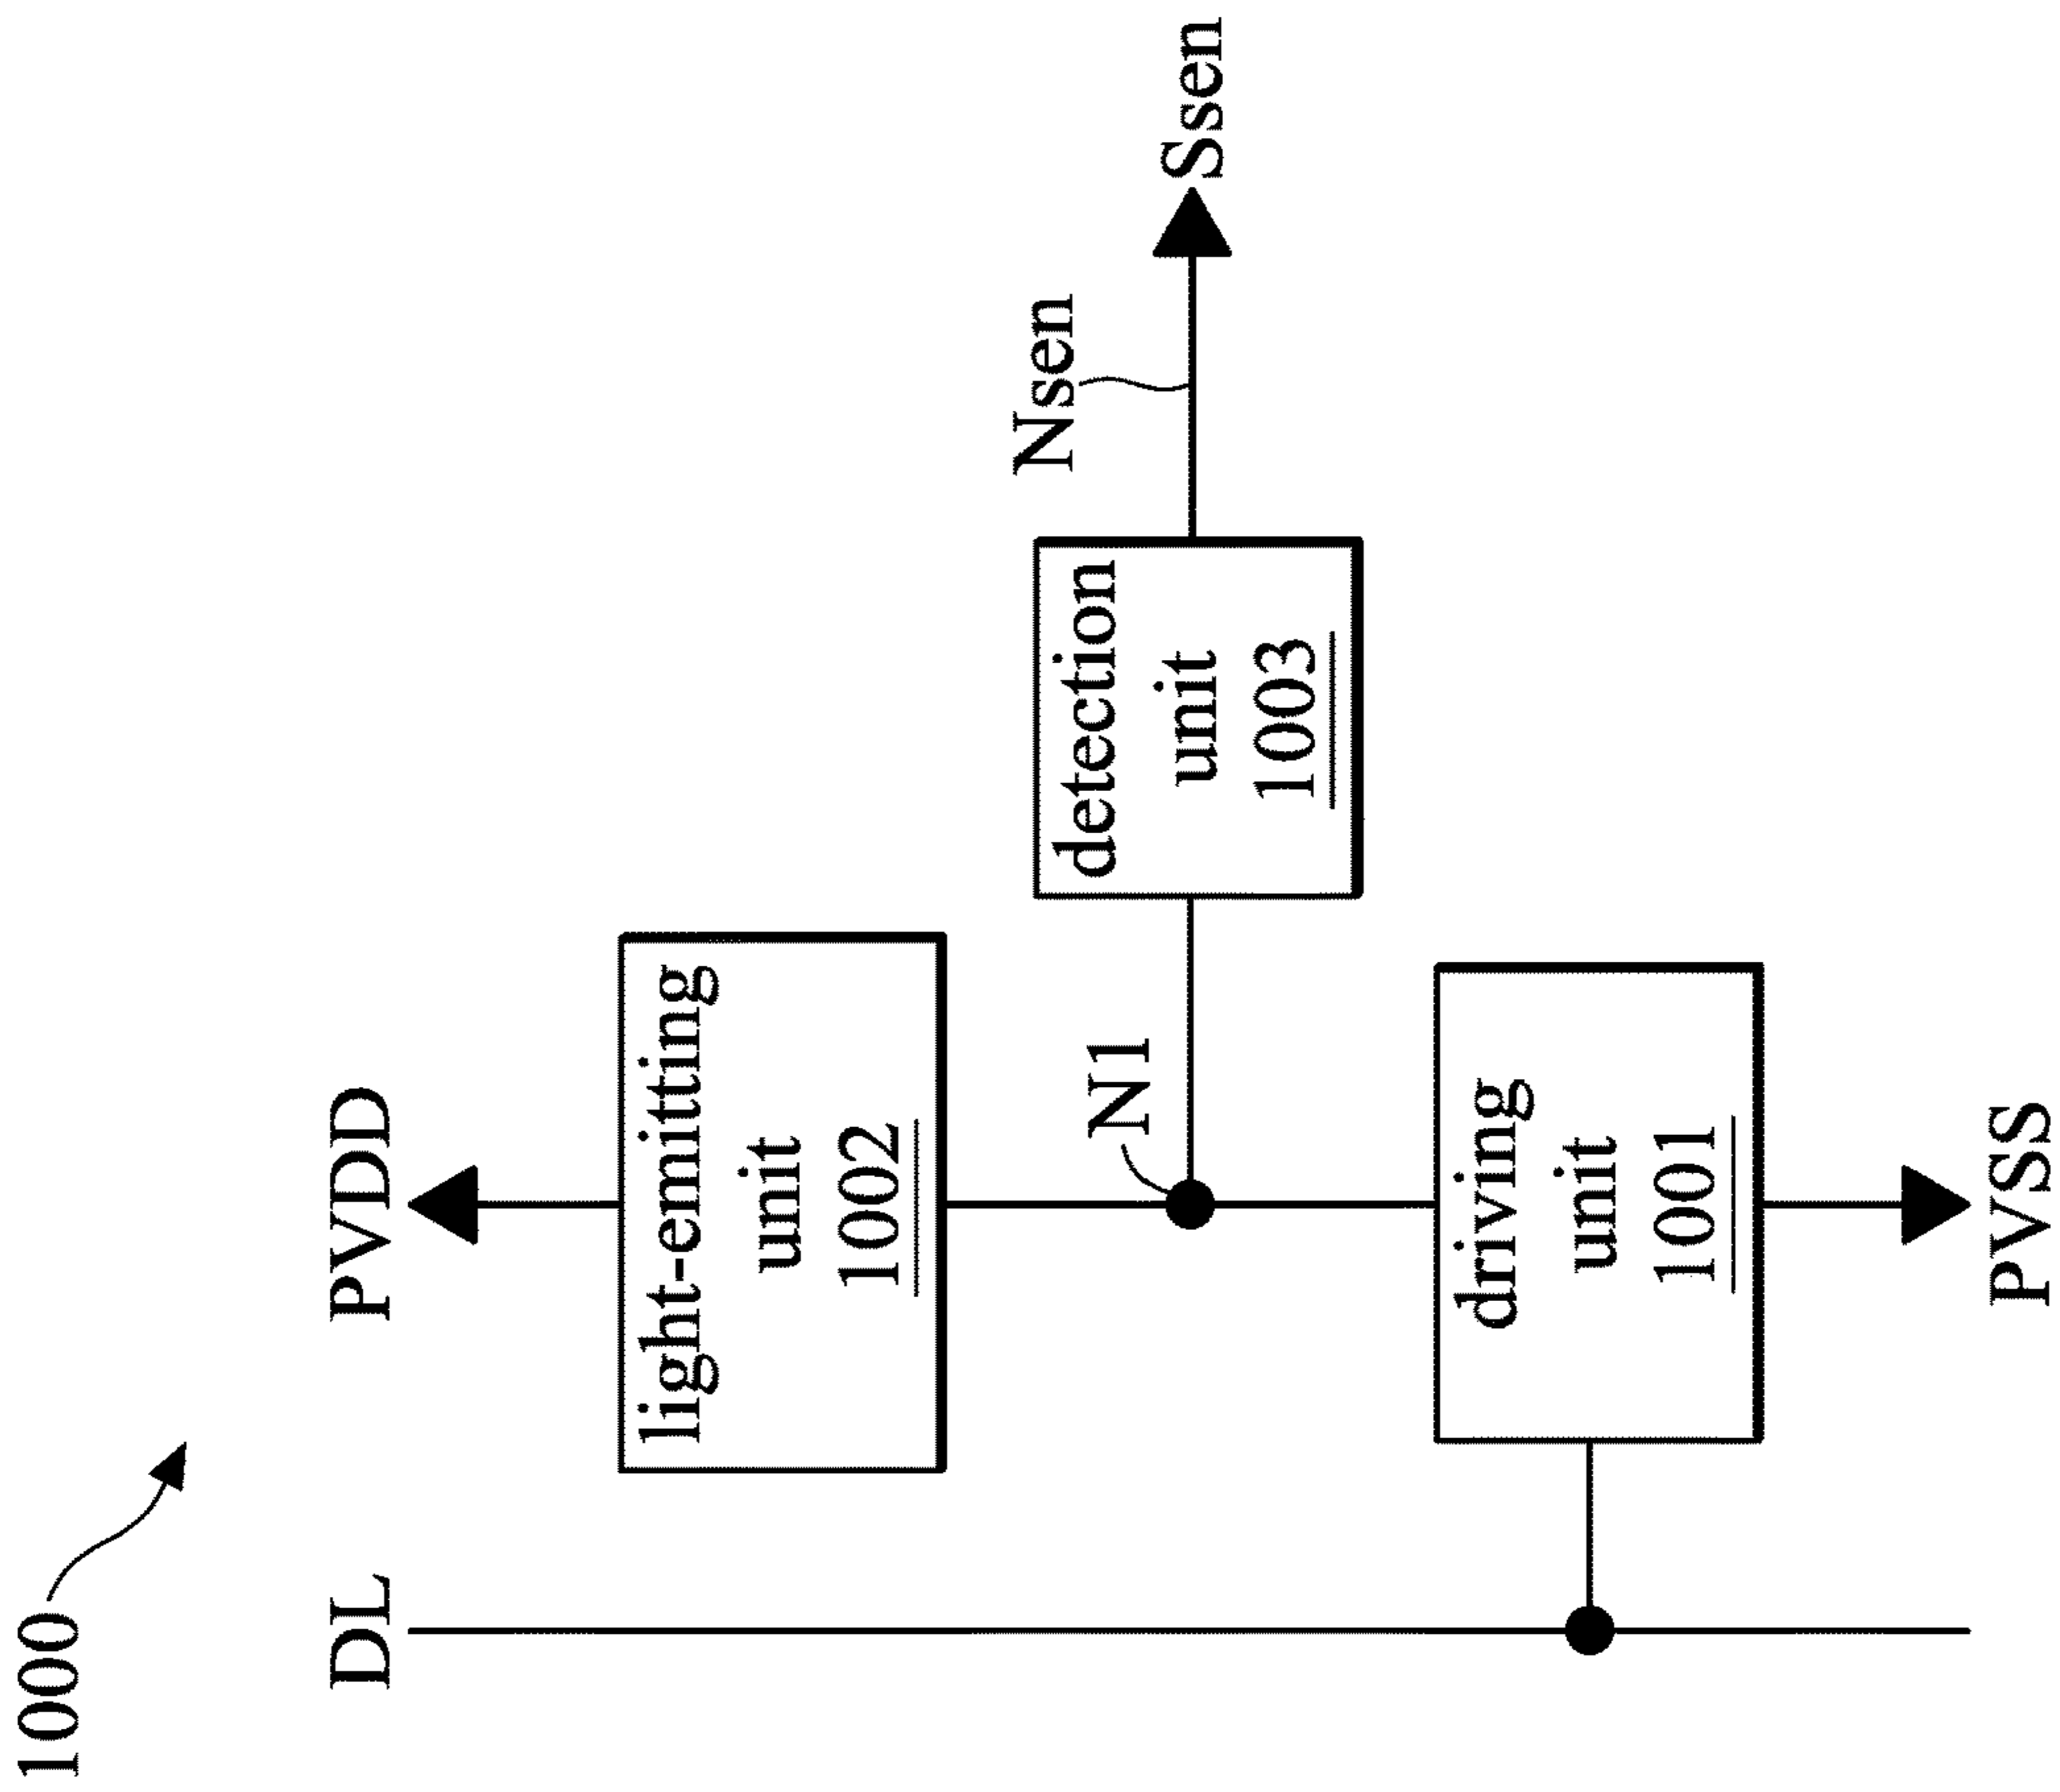 1000
DL
PVDD
light-emitting
unit
1002
N1
detection
unit
1003
Nsen
Ssen
driving
unit
1001
PVSS